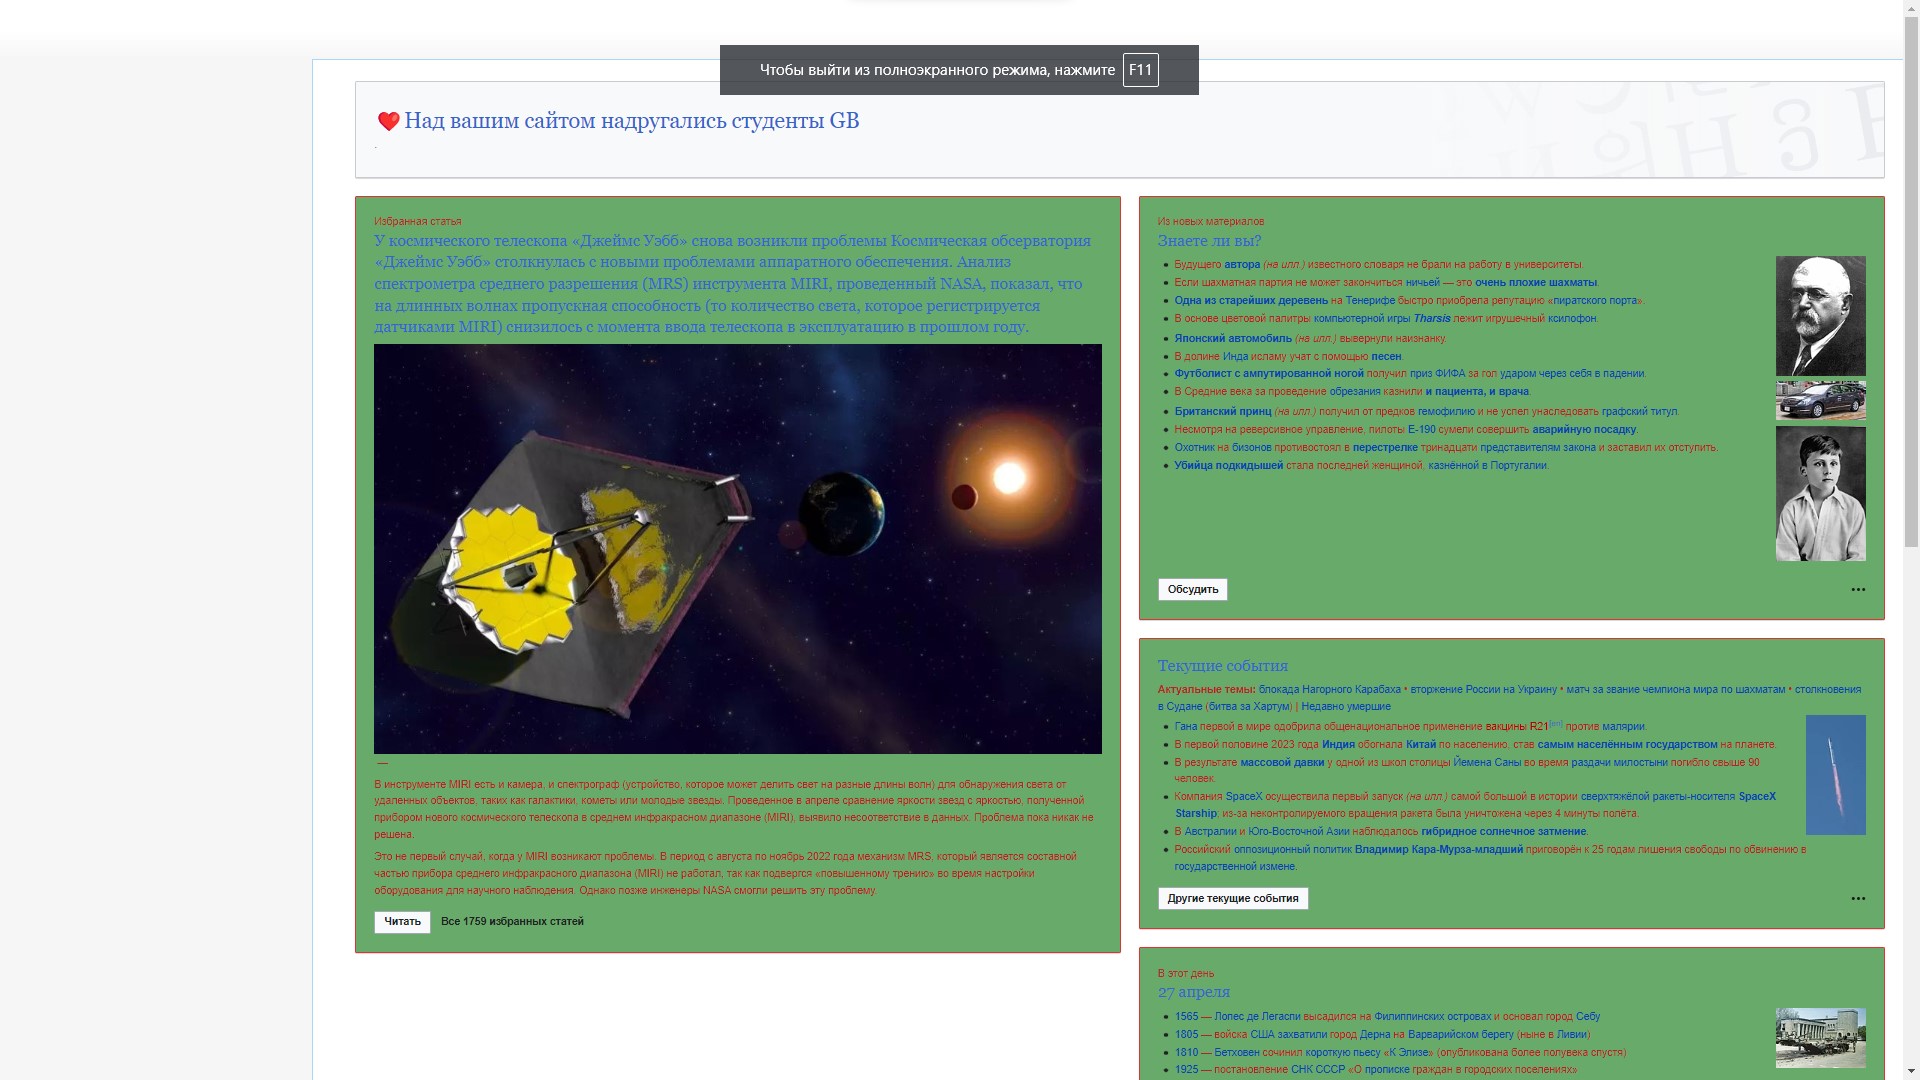 Чтобы выйти из полноэкранного режима, нажмите F11
❤️ Над вашим сайтом надругались студенты GB
.
Избранная статья
У космического телескопа «Джеймс Уэбб» снова возникли проблемы Космическая обсерватория
«Джеймс Уэбб» столкнулась с новыми проблемами аппаратного обеспечения. Анализ
спектрометра среднего разрешения (MRS) инструмента MIRI, проведенный NASA, показал, что
на длинных волнах пропускная способность (то количество света, которое регистрируется
датчиками MIRI) снизилось с момента ввода телескопа в эксплуатацию в прошлом году.
—
В инструменте MIRI есть и камера, и спектрограф (устройство, которое может делить свет на разные длины волн) для обнаружения света от
удаленных объектов, таких как галактики, кометы или молодые звезды. Проведенное в апреле сравнение яркости звезд с яркостью, полученной
прибором нового космического телескопа в среднем инфракрасном диапазоне (MIRI), выявило несоответствие в данных. Проблема пока никак не
решена.
Это не первый случай, когда у MIRI возникают проблемы. В период с августа по ноябрь 2022 года механизм MRS, который является составной
частью прибора среднего инфракрасного диапазона (MIRI) не работал, так как подвергся «повышенному трению» во время настройки
оборудования для научного наблюдения. Однако позже инженеры NASA смогли решить эту проблему.
Читать Все 1759 избранных статей
Из новых материалов
Знаете ли вы?
Будущего автора (на илл.) известного словаря не брали на работу в университеты.
Если шахматная партия не может закончиться ничьей — это очень плохие шахматы.
Одна из старейших деревень на Тенерифе быстро приобрела репутацию «пиратского порта».
В основе цветовой палитры компьютерной игры Tharsis лежит игрушечный ксилофон.
Японский автомобиль (на илл.) вывернули наизнанку.
В долине Инда исламу учат с помощью песен.
Футболист с ампутированной ногой получил приз ФИФА за гол ударом через себя в падении.
В Средние века за проведение обрезания казнили и пациента, и врача.
Британский принц (на илл.) получил от предков гемофилию и не успел унаследовать графский титул.
Несмотря на реверсивное управление, пилоты E-190 сумели совершить аварийную посадку.
Охотник на бизонов противостоял в перестрелке тринадцати представителям закона и заставил их отступить.
Убийца подкидышей стала последней женщиной, казнённой в Португалии.
Обсудить
Текущие события
Актуальные темы: блокада Нагорного Карабаха • вторжение России на Украину • матч за звание чемпиона мира по шахматам • столкновения
в Судане (битва за Хартум) | Недавно умершие
Гана первой в мире одобрила общенациональное применение вакцины R21[en] против малярии.
В первой половине 2023 года Индия обогнала Китай по населению, став самым населённым государством на планете.
В результате массовой давки у одной из школ столицы Йемена Саны во время раздачи милостыни погибло свыше 90
человек.
Компания SpaceX осуществила первый запуск (на илл.) самой большой в истории сверхтяжёлой ракеты-носителя SpaceX
Starship; из-за неконтролируемого вращения ракета была уничтожена через 4 минуты полёта.
В Австралии и Юго-Восточной Азии наблюдалось гибридное солнечное затмение.
Российский оппозиционный политик Владимир Кара-Мурза-младший приговорён к 25 годам лишения свободы по обвинению в
государственной измене.
Другие текущие события
В этот день
27 апреля
1565 — Лопес де Легаспи высадился на Филиппинских островах и основал город Себу
1805 — войска США захватили город Дерна на Варварийском берегу (ныне в Ливии)
1810 — Бетховен сочинил короткую пьесу «К Элизе» (опубликована более полувека спустя)
1925 — постановление СНК СССР «О прописке граждан в городских поселениях»